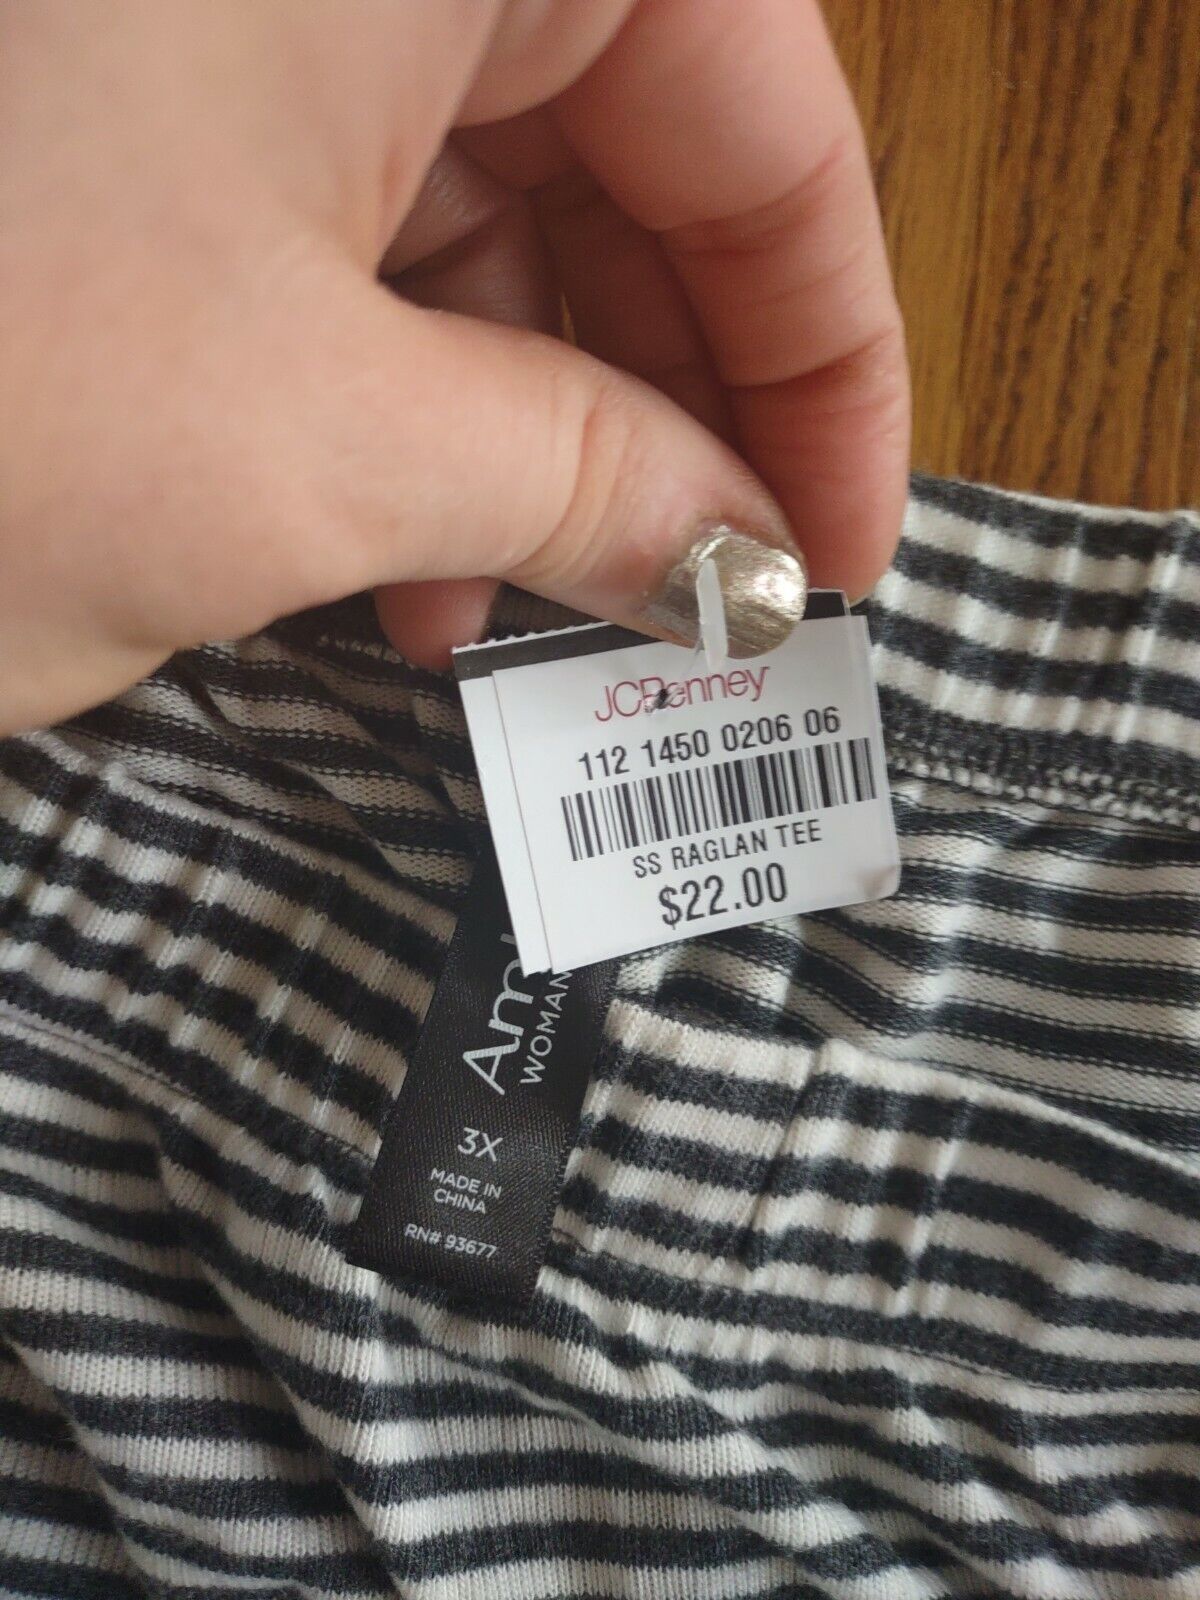 JCPenney
112 1450 0206 06
SS RAGLAN TEE
$22.00
WOMAN
3X
MADE IN
CHINA
RN# 93677